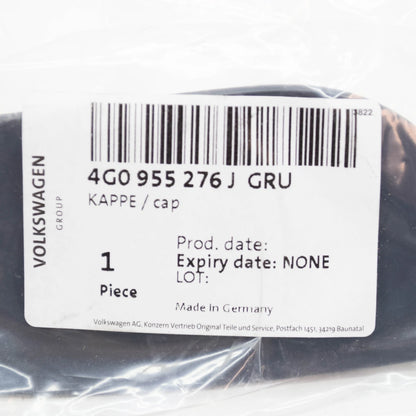 3822
4G0 955 276 J GRU
KAPPE / cap
VOLKSWAGEN
GROUP
Prod. date:
1 Expiry date: NONE
LOT:
Piece
Made in Germany
Volkswagen AG, Konzern Vertrieb Original Teile und Service, Postfach 1451, 34219 Baunatal